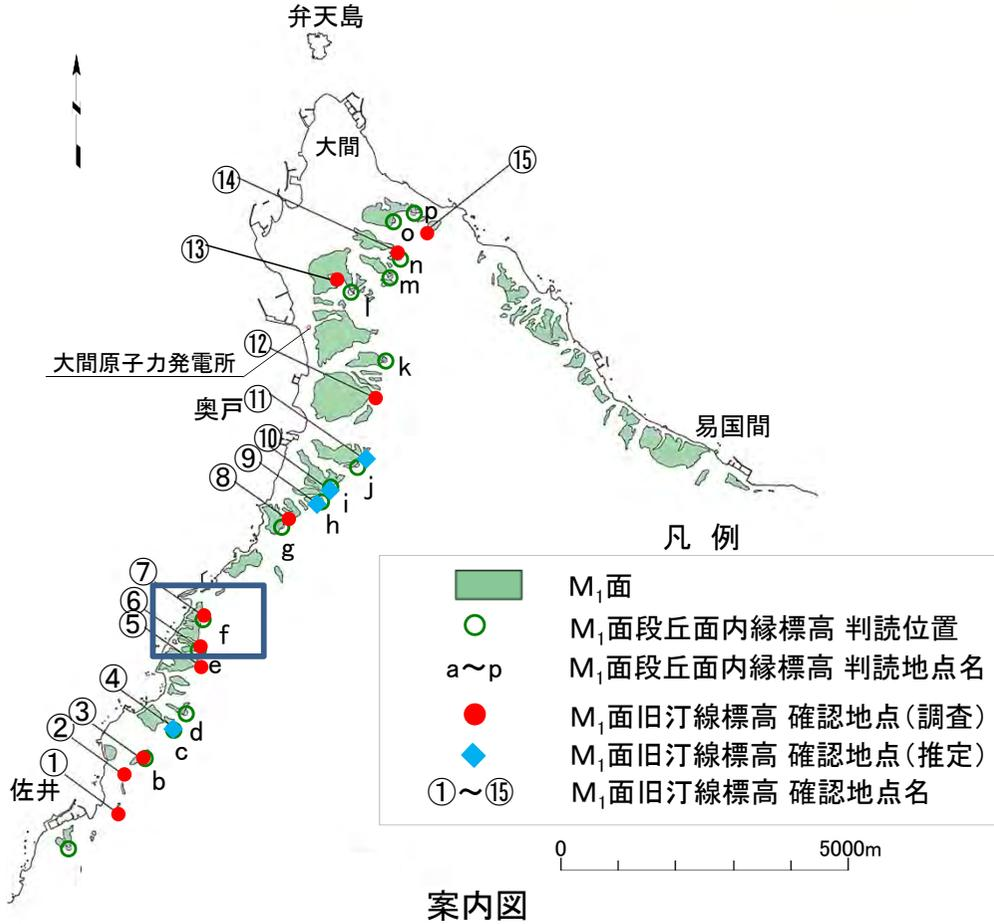 弁天島
大間
⑮
⑭
p
o
⑬
n
m
l
⑫
大間原子力発電所
k
⑪
奥戸
⑩
易国間
⑨
j
⑧
i
h
g
凡 例
⑦
M₁面
⑥
f
M₁面段丘面内縁標高 判読位置
⑤
e
a～p
M₁面段丘面内縁標高 判読地点名
④
③
d
M₁面旧汀線標高 確認地点(調査)
②
c
M₁面旧汀線標高 確認地点(推定)
①
b
佐井
①～⑮
M₁面旧汀線標高 確認地点名
0
5000m
案内図